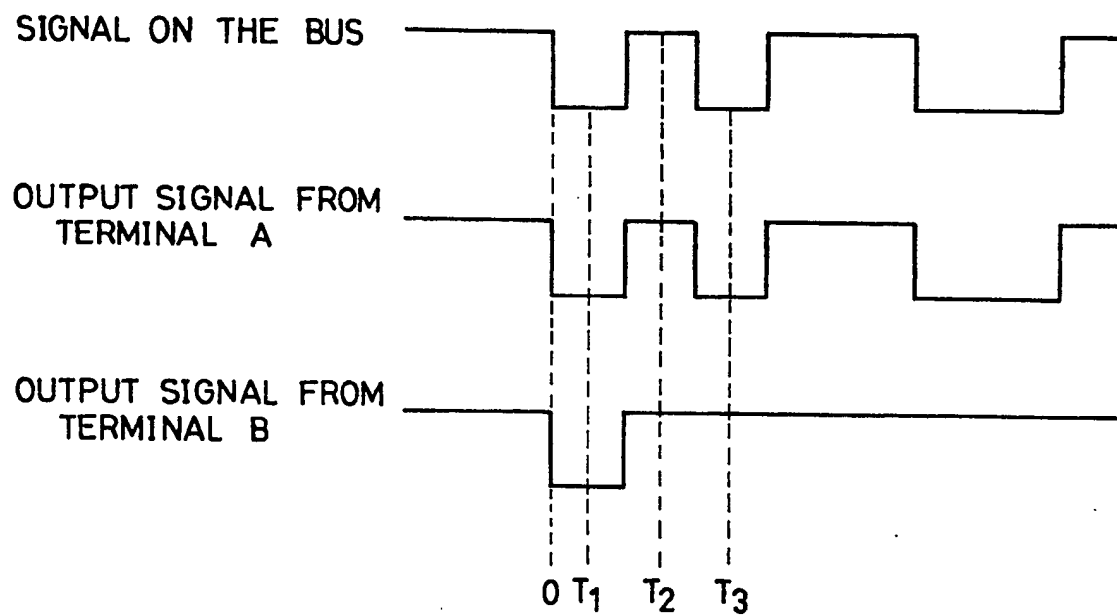 SIGNAL ON THE BUS
OUTPUT SIGNAL FROM
TERMINAL A
OUTPUT SIGNAL FROM
TERMINAL B
0 T1 T2 T3